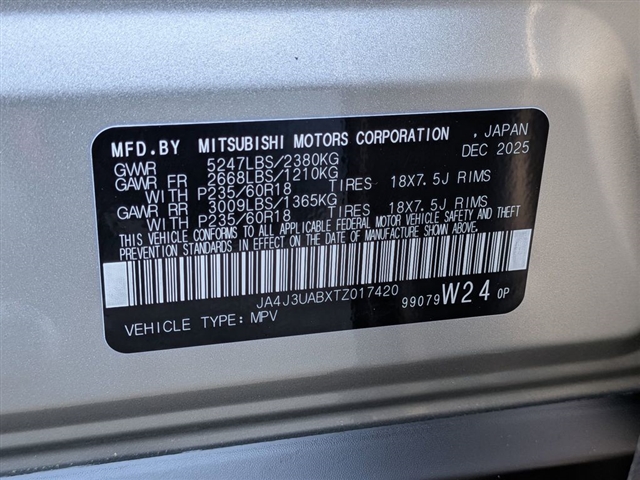 MFD.BY MITSUBISHI MOTORS CORPORATION , JAPAN
GVWR 5247LBS/2380KG DEC 2025
GAWR FR 2668LBS/1210KG
WITH P235/60R18 TIRES 18X7.5J RIMS
GAWR RR 3009LBS/1365KG
WITH P235/60R18 TIRES 18X7.5J RIMS
THIS VEHICLE CONFORMS TO ALL APPLICABLE FEDERAL MOTOR VEHICLE SAFETY AND THEFT
PREVENTION STANDARDS IN EFFECT ON THE DATE OF MANUFACTURE SHOWN ABOVE.
JA4J3UABXTZ017420
99079 W24 0P
VEHICLE TYPE: MPV